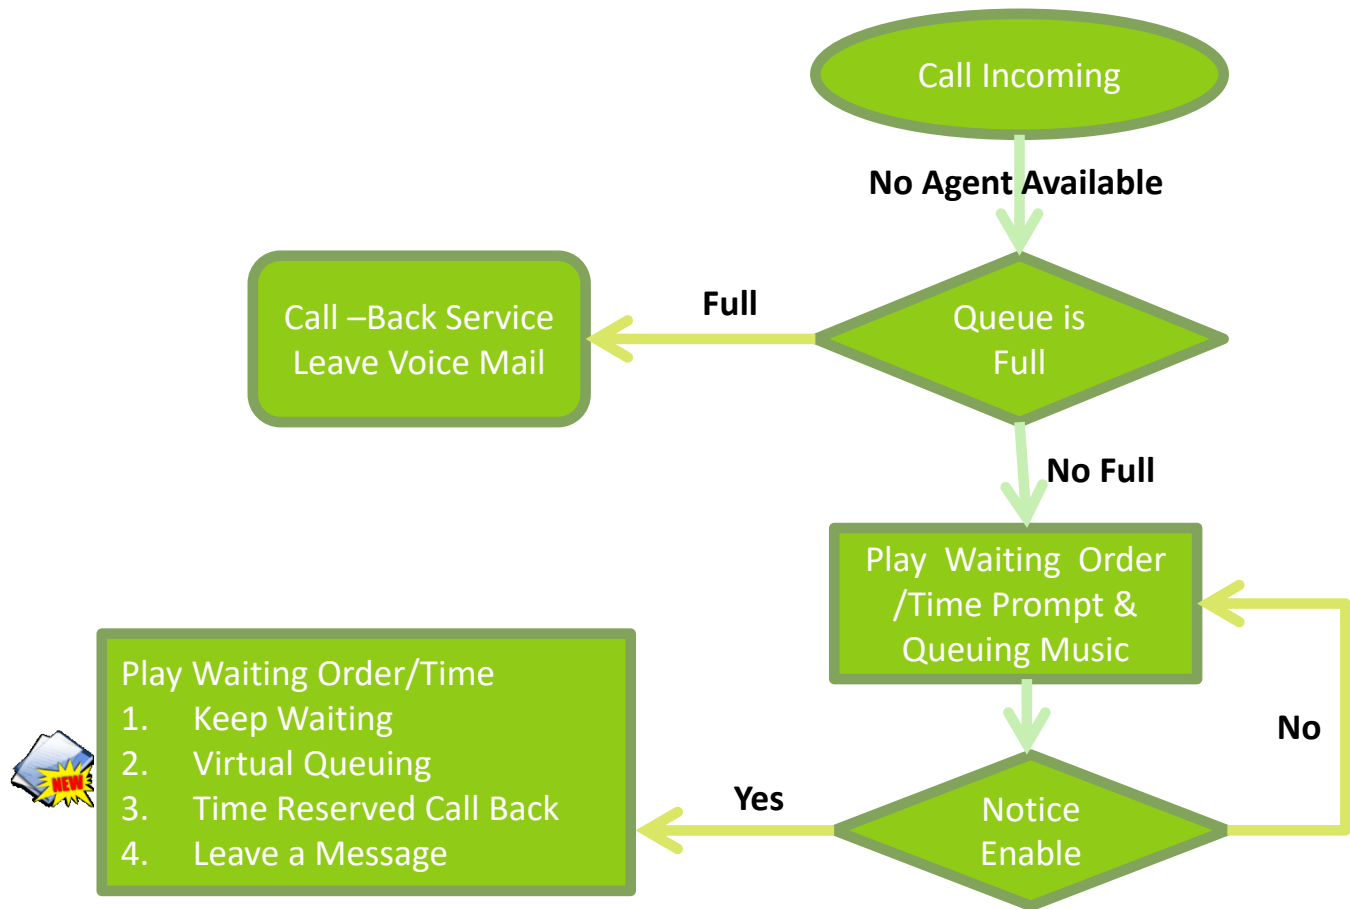 Call Incoming
No Agent Available
Call –Back Service
Leave Voice Mail
Full
Queue is
Full
No Full
Play Waiting Order
/Time Prompt &
Queuing Music
Play Waiting Order/Time
1. Keep Waiting
2. Virtual Queuing
3. Time Reserved Call Back
4. Leave a Message
NEW
Yes
Notice
Enable
No